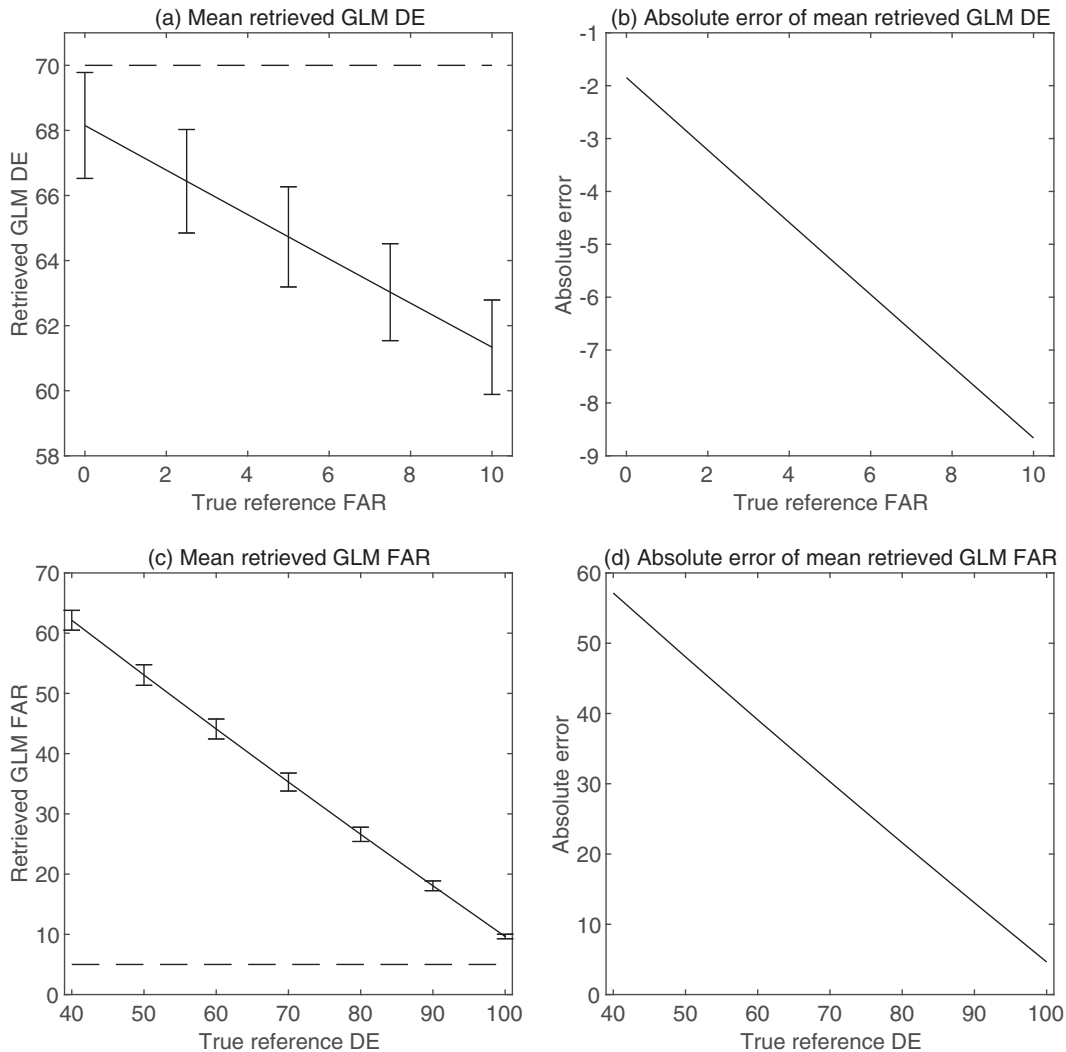 (a) Mean retrieved GLM DE
70
68
66
64
62
60
58
Retrieved GLM DE
0 2 4 6 8 10
True reference FAR
(b) Absolute error of mean retrieved GLM DE
-1
-2
-3
-4
-5
-6
-7
-8
-9
Absolute error
0 2 4 6 8 10
True reference FAR
(c) Mean retrieved GLM FAR
70
60
50
40
30
20
10
0
Retrieved GLM FAR
40 50 60 70 80 90 100
True reference DE
(d) Absolute error of mean retrieved GLM FAR
60
50
40
30
20
10
0
Absolute error
40 50 60 70 80 90 100
True reference DE